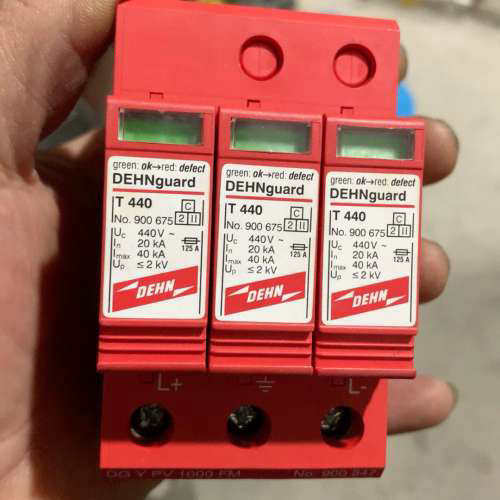 green: ok→red: defect
DEHNguard
T 440
C
No. 900 675
2 II
Uc 440V ~
In 20 kA
125 A
Imax 40 kA
Up ≤ 2 kV
DEHN
green: ok→red: defect
DEHNguard
T 440
C
No. 900 675
2 II
Uc 440V ~
In 20 kA
125 A
Imax 40 kA
Up ≤ 2 kV
DEHN
green: ok→red: defect
DEHNguard
T 440
C
No. 900 675
2 II
Uc 440V ~
In 20 kA
125 A
Imax 40 kA
Up ≤ 2 kV
DEHN
L+ L-
DG Y PV 1000 FM No. 900 847